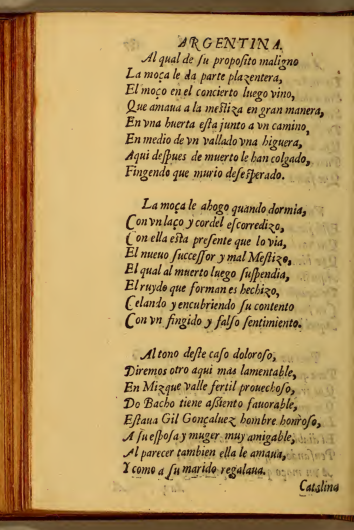 ARGENTINA.
Al qual de ſu propoſito maligno
La moça le da parte plazentera,
El moço en el concierto luego vino,
Que amaua a la meſtiza en gran manera,
En vna huerta eſta junto a vn camino,
En medio de vn vallado vna higuera,
Aqui deſpues de muerto le han colgado,
Fingendo que murio deſeſperado.
La moça le ahogo quando dormia,
Con vn laço y cordel eſcorredizo,
Con ella eſta preſente que lo via,
El nueuo ſucceſſor y mal Meſtizo,
El qual al muerto luego ſuſpendia,
El ruydo que forman es hechizo,
Celando y encubriendo ſu contento
Con vn fingido y falſo ſentimiento.
Al tono deſte caſo doloroſo,
Diremos otro aqui mas lamentable,
En Mizque valle fertil prouechoſo,
Do Bacho tiene aſsiento fauorable,
Eſtaua Gil Gonçaluez hombre honroſo,
A ſu eſpoſa y muger muy amigable,
Al parecer tambien ella le amaua,
Y como a ſu marido regalaua.
Catalina